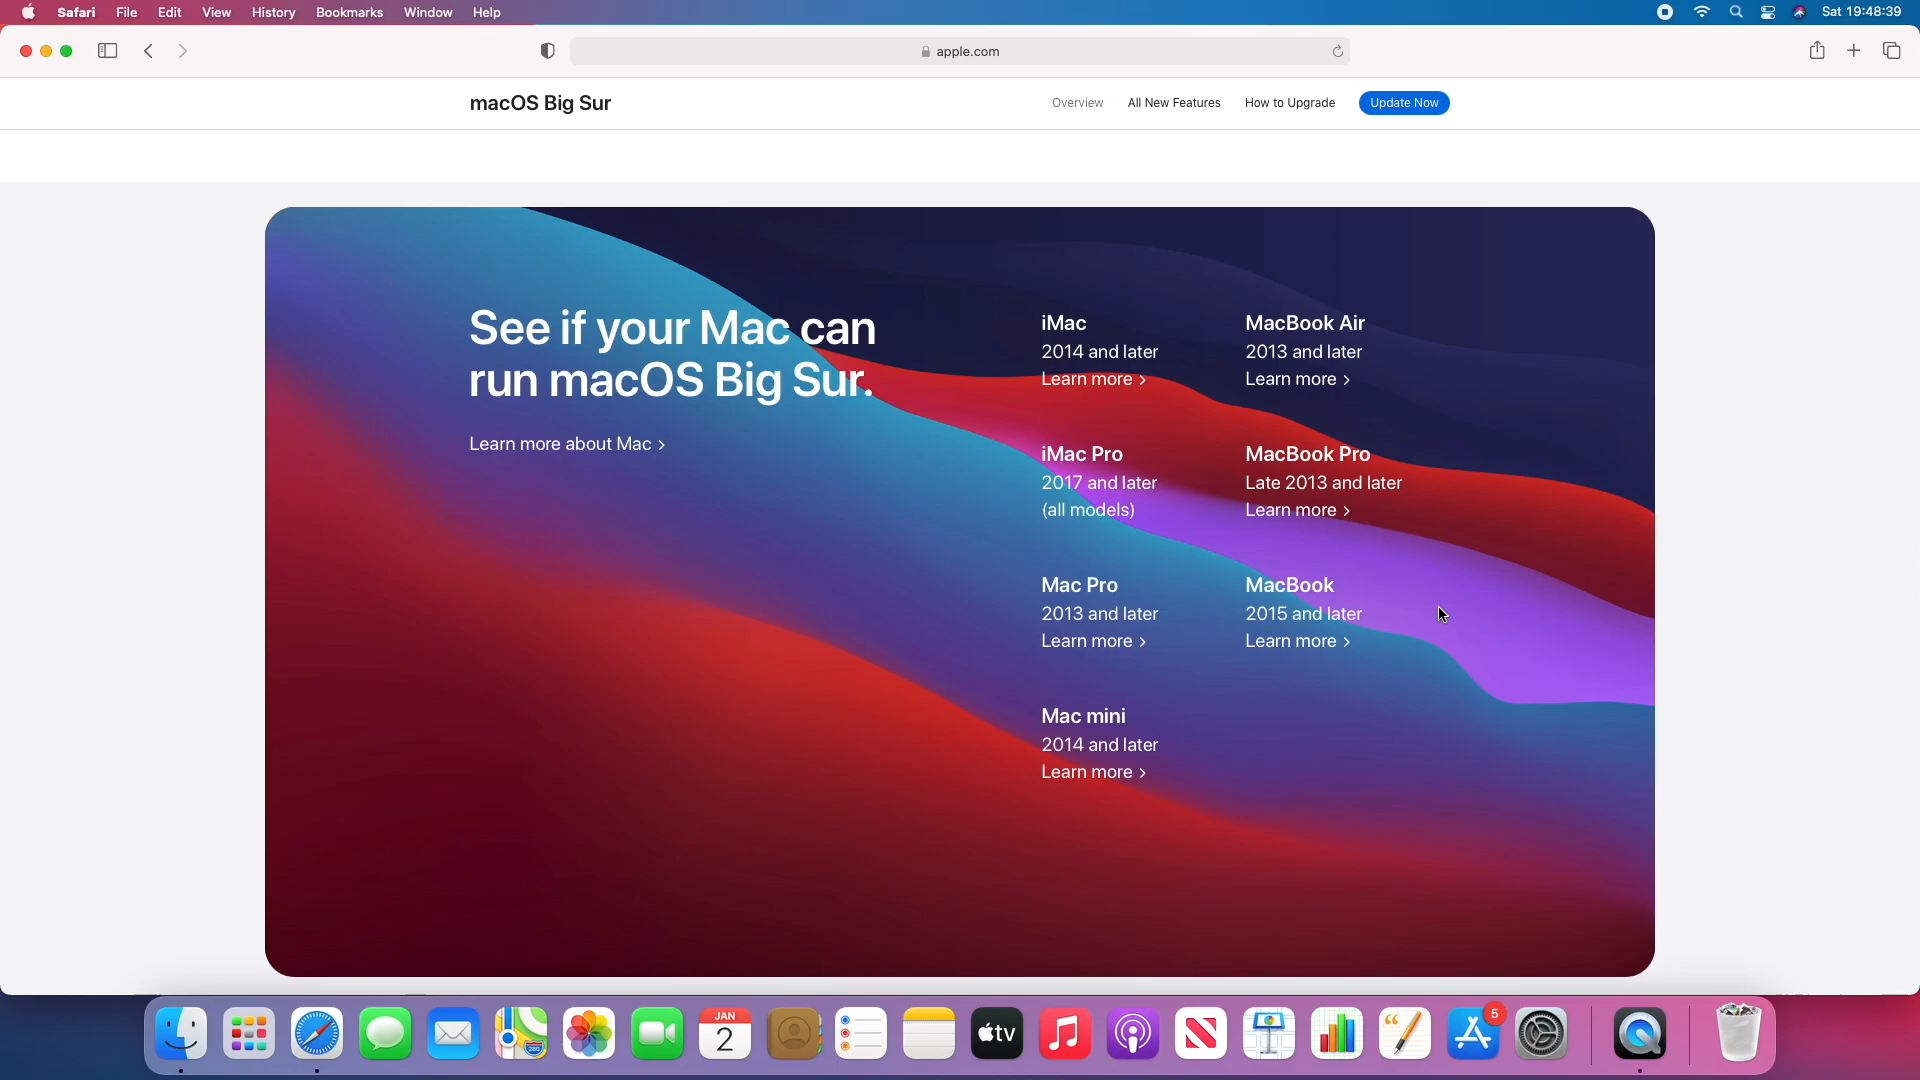 Safari File Edit View History Bookmarks Window Help
Sat 19:48:39
apple.com
macOS Big Sur
Overview All New Features How to Upgrade Update Now
See if your Mac can
run macOS Big Sur.
Learn more about Mac >
iMac
2014 and later
Learn more >
MacBook Air
2013 and later
Learn more >
iMac Pro
2017 and later
(all models)
MacBook Pro
Late 2013 and later
Learn more >
Mac Pro
2013 and later
Learn more >
MacBook
2015 and later
Learn more >
Mac mini
2014 and later
Learn more >
280
JAN
2
tv
5